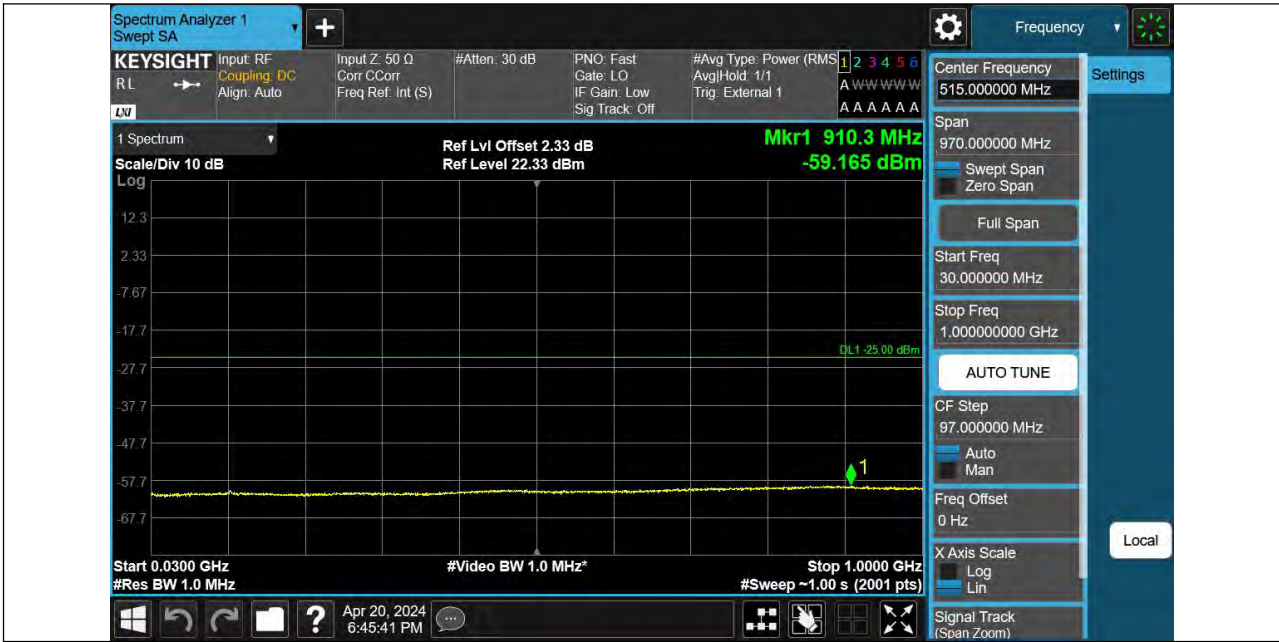 Spectrum Analyzer 1
Swept SA
+
Frequency
KEYSIGHT
RL
LXI
Input: RF
Coupling: DC
Align: Auto
Input Z: 50 Ω
Corr CCorr
Freq Ref: Int (S)
#Atten: 30 dB
PNO: Fast
Gate: LO
IF Gain: Low
Sig Track: Off
#Avg Type: Power (RMS
Avg|Hold: 1/1
Trig: External 1
1 2 3 4 5 6
A W W W W W
A A A A A A
1 Spectrum
Scale/Div 10 dB
Ref Lvl Offset 2.33 dB
Ref Level 22.33 dBm
Mkr1 910.3 MHz
-59.165 dBm
Log
12.3
2.33
-7.67
-17.7
DL1 -25.00 dBm
-27.7
-37.7
-47.7
1
-57.7
-67.7
Start 0.0300 GHz
#Res BW 1.0 MHz
#Video BW 1.0 MHz*
Stop 1.0000 GHz
#Sweep ~1.00 s (2001 pts)
?
Apr 20, 2024
6:45:41 PM
Center Frequency
515.000000 MHz
Settings
Span
970.000000 MHz
Swept Span
Zero Span
Full Span
Start Freq
30.000000 MHz
Stop Freq
1.000000000 GHz
AUTO TUNE
CF Step
97.000000 MHz
Auto
Man
Freq Offset
0 Hz
Local
X Axis Scale
Log
Lin
Signal Track
(Span Zoom)